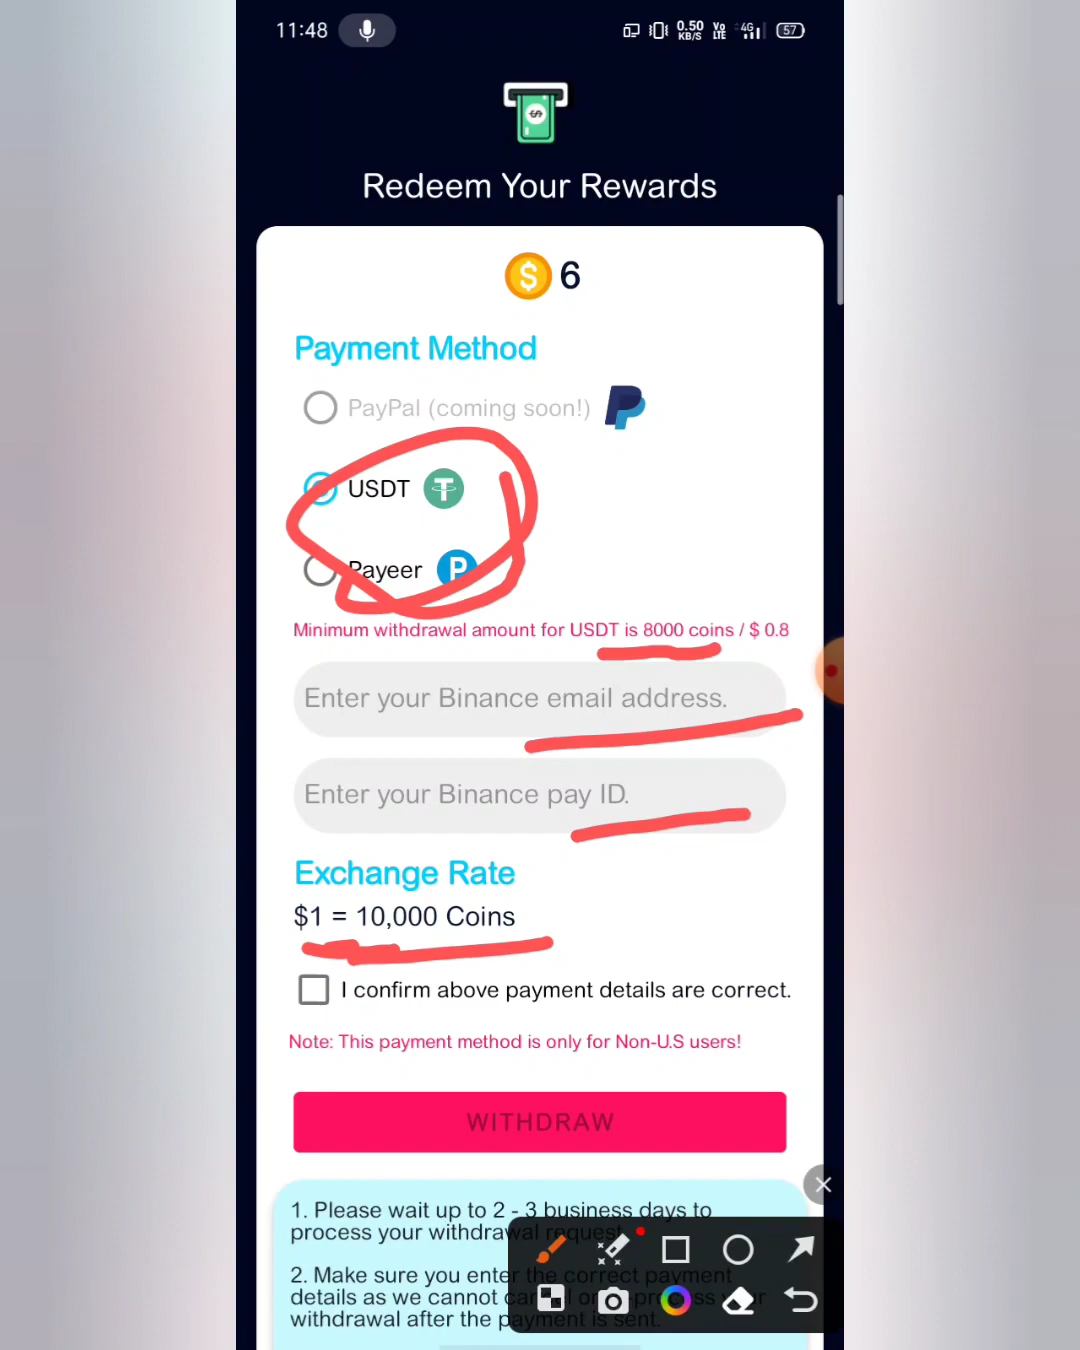 11:48 0.50 KB/S Vo LTE 4G 57
Redeem Your Rewards
$ 6
Payment Method
PayPal (coming soon!)
USDT
Payeer
Minimum withdrawal amount for USDT is 8000 coins / $ 0.8
Enter your Binance email address.
Enter your Binance pay ID.
Exchange Rate
$1 = 10,000 Coins
I confirm above payment details are correct.
Note: This payment method is only for Non-U.S users!
WITHDRAW
1. Please wait up to 2 - 3 business days to
process your withdrawal request.
2. Make sure you enter the correct payment
details as we cannot
withdrawal after the payment is sent.